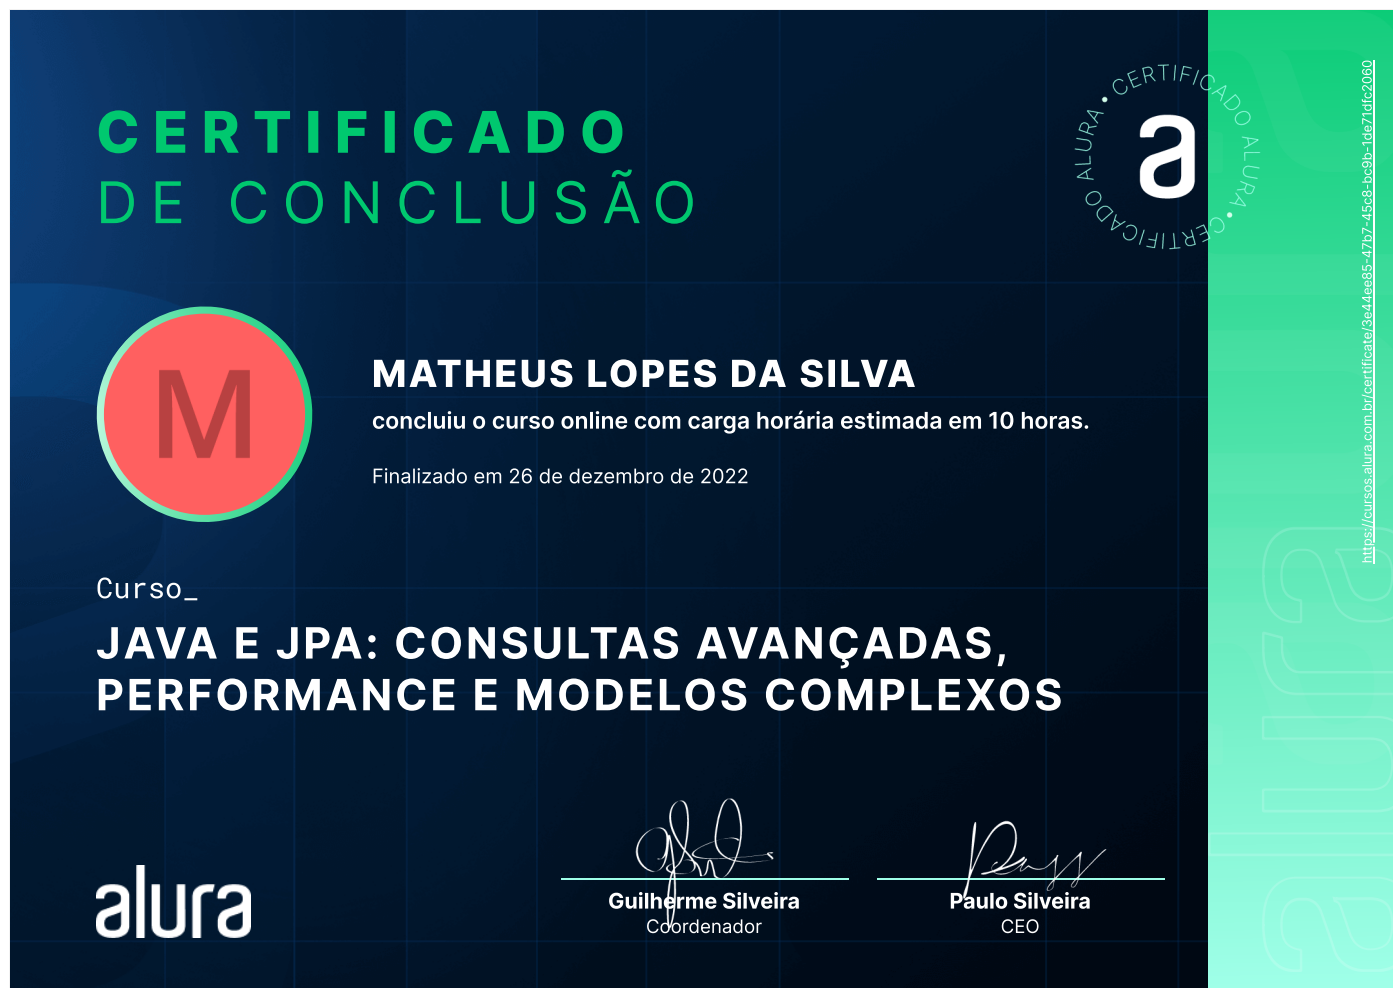 CERTIFICADO
DE CONCLUSÃO
CERTIFICADO ALURA • CERTIFICADO ALURA •
a
https://cursos.alura.com.br/certificate/3e44ee85-47b7-45c8-bc9b-1de71dfc2060
M
MATHEUS LOPES DA SILVA
concluiu o curso online com carga horária estimada em 10 horas.
Finalizado em 26 de dezembro de 2022
Curso_
JAVA E JPA: CONSULTAS AVANÇADAS,
PERFORMANCE E MODELOS COMPLEXOS
alura
Guilherme Silveira
Coordenador
Paulo Silveira
CEO
alura